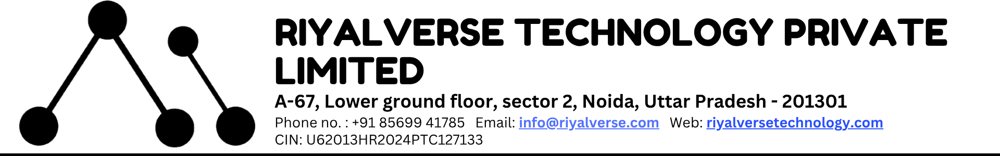 RIYALVERSE TECHNOLOGY PRIVATE
LIMITED
A-67, Lower ground floor, sector 2, Noida, Uttar Pradesh - 201301
Phone no. : +91 85699 41785 Email: info@riyalverse.com Web: riyalversetechnology.com
CIN: U62013HR2024PTC127133